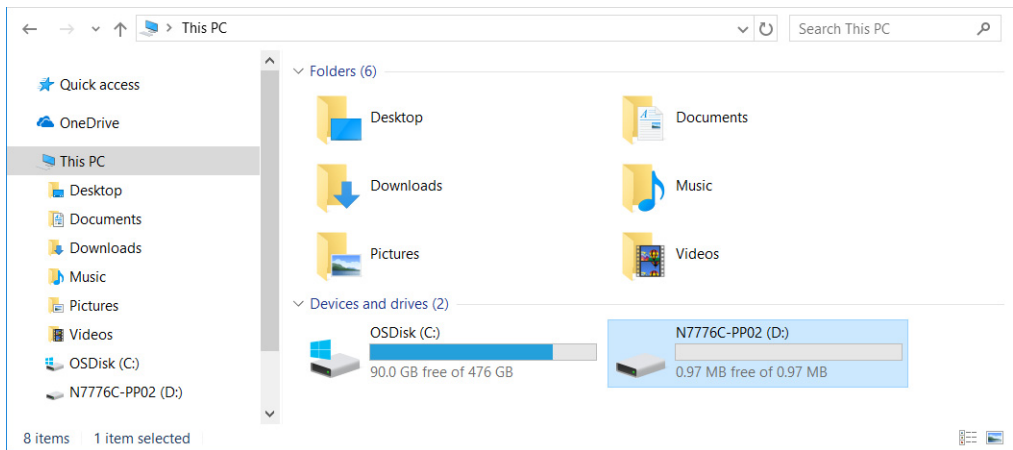 This PC
Search This PC
Quick access
OneDrive
This PC
Desktop
Documents
Downloads
Music
Pictures
Videos
OSDisk (C:)
N7776C-PP02 (D:)
Folders (6)
Desktop
Documents
Downloads
Music
Pictures
Videos
Devices and drives (2)
OSDisk (C:)
90.0 GB free of 476 GB
N7776C-PP02 (D:)
0.97 MB free of 0.97 MB
8 items
1 item selected